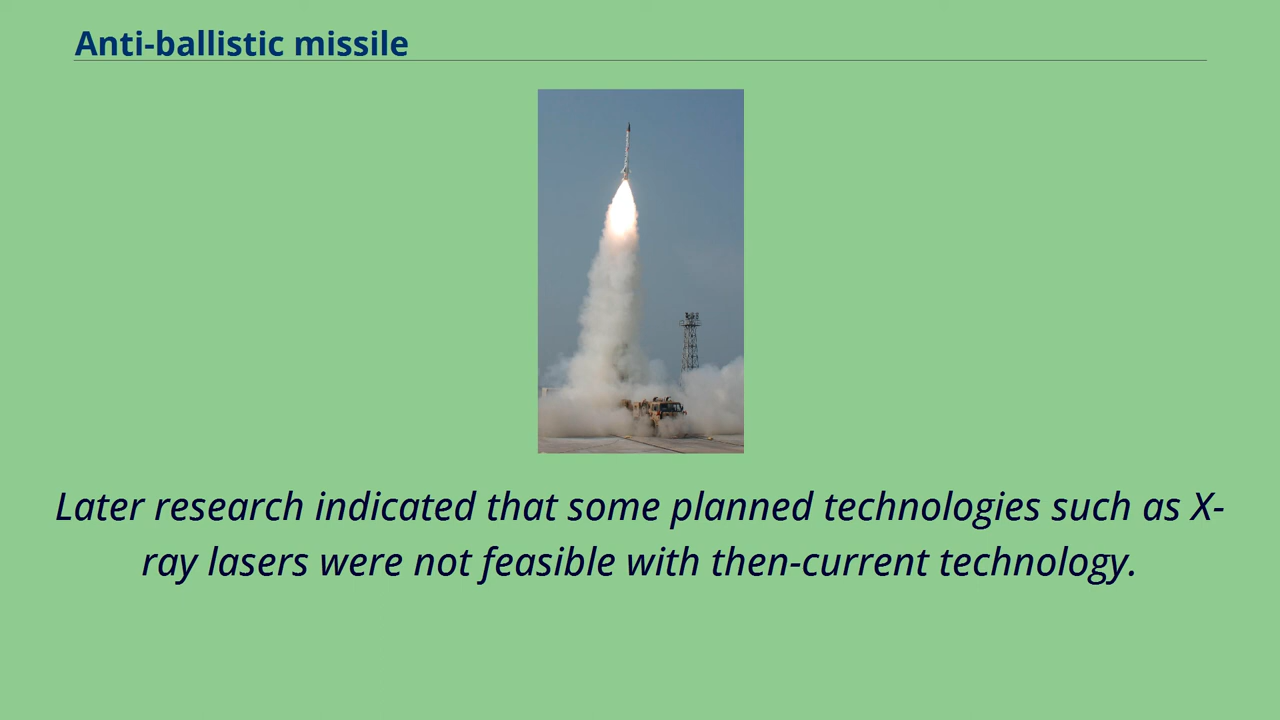 Anti-ballistic missile
Later research indicated that some planned technologies such as X-
ray lasers were not feasible with then-current technology.